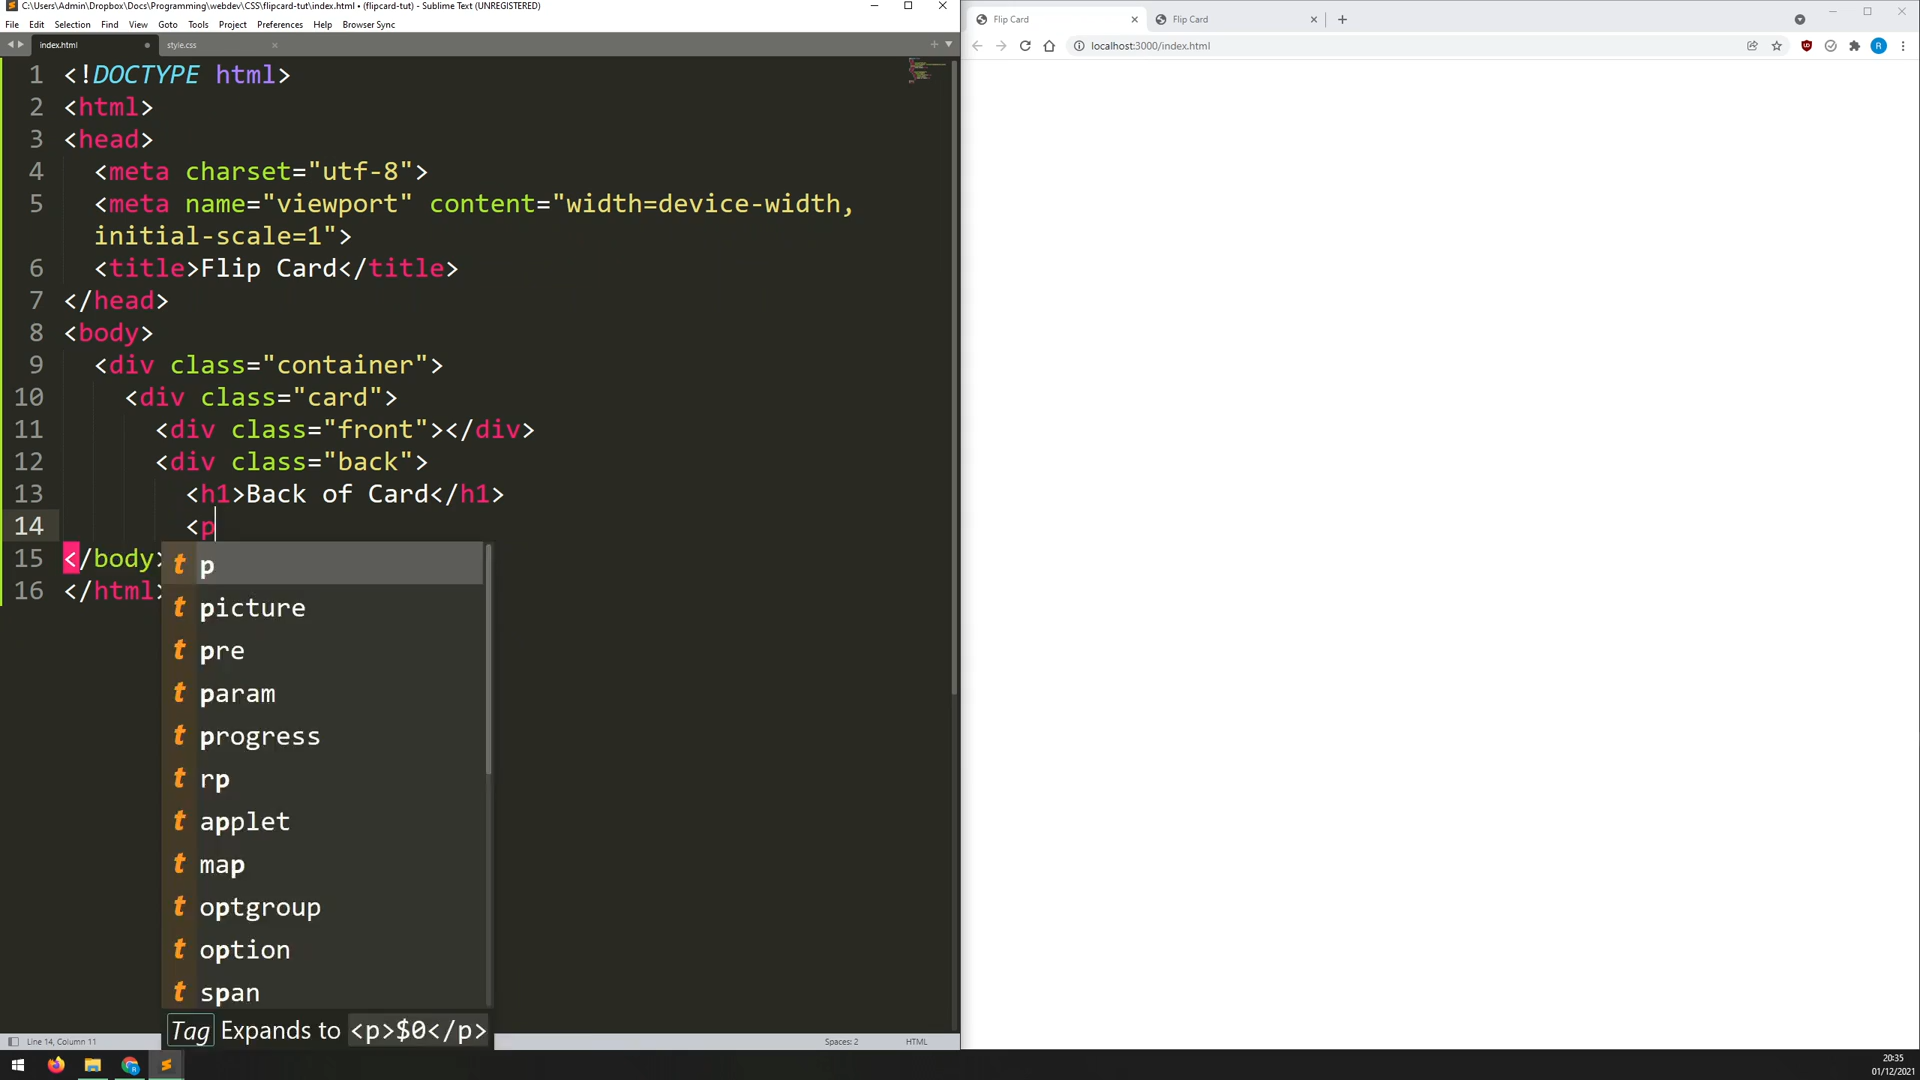 C:\Users\Admin\Dropbox\Docs\Programming\webdev\CSS\flipcard-tut\index.html • (flipcard-tut) - Sublime Text (UNREGISTERED)
File Edit Selection Find View Goto Tools Project Preferences Help Browser Sync
index.html style.css
1 <!DOCTYPE html>
2 <html>
3 <head>
4 <meta charset="utf-8">
5 <meta name="viewport" content="width=device-width,
initial-scale=1">
6 <title>Flip Card</title>
7 </head>
8 <body>
9 <div class="container">
10 <div class="card">
11 <div class="front"></div>
12 <div class="back">
13 <h1>Back of Card</h1>
14 <p
15 </body>
16 </html>
t p
t picture
t pre
t param
t progress
t rp
t applet
t map
t optgroup
t option
t span
Tag Expands to <p>$0</p>
Line 14, Column 11 Spaces: 2 HTML
Flip Card Flip Card
localhost:3000/index.html
R
20:35
01/12/2021